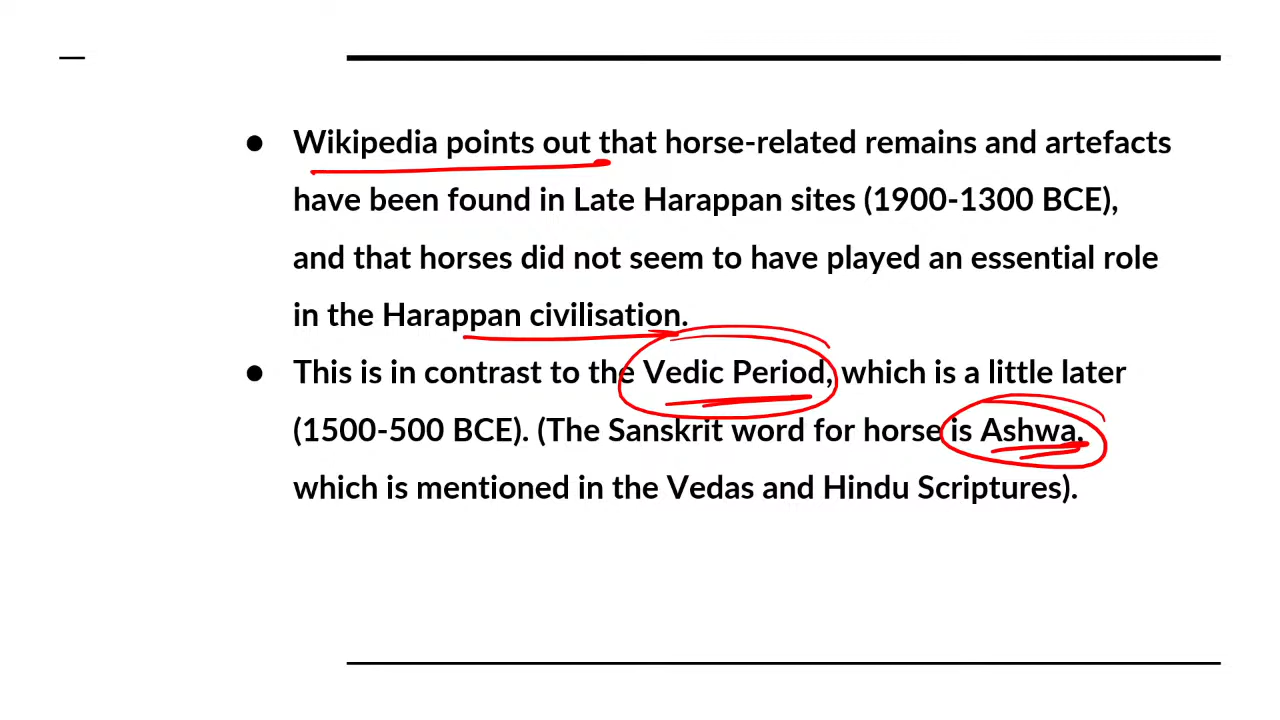 ● Wikipedia points out that horse-related remains and artefacts
have been found in Late Harappan sites (1900-1300 BCE),
and that horses did not seem to have played an essential role
in the Harappan civilisation.
● This is in contrast to the Vedic Period, which is a little later
(1500-500 BCE). (The Sanskrit word for horse is Ashwa,
which is mentioned in the Vedas and Hindu Scriptures).